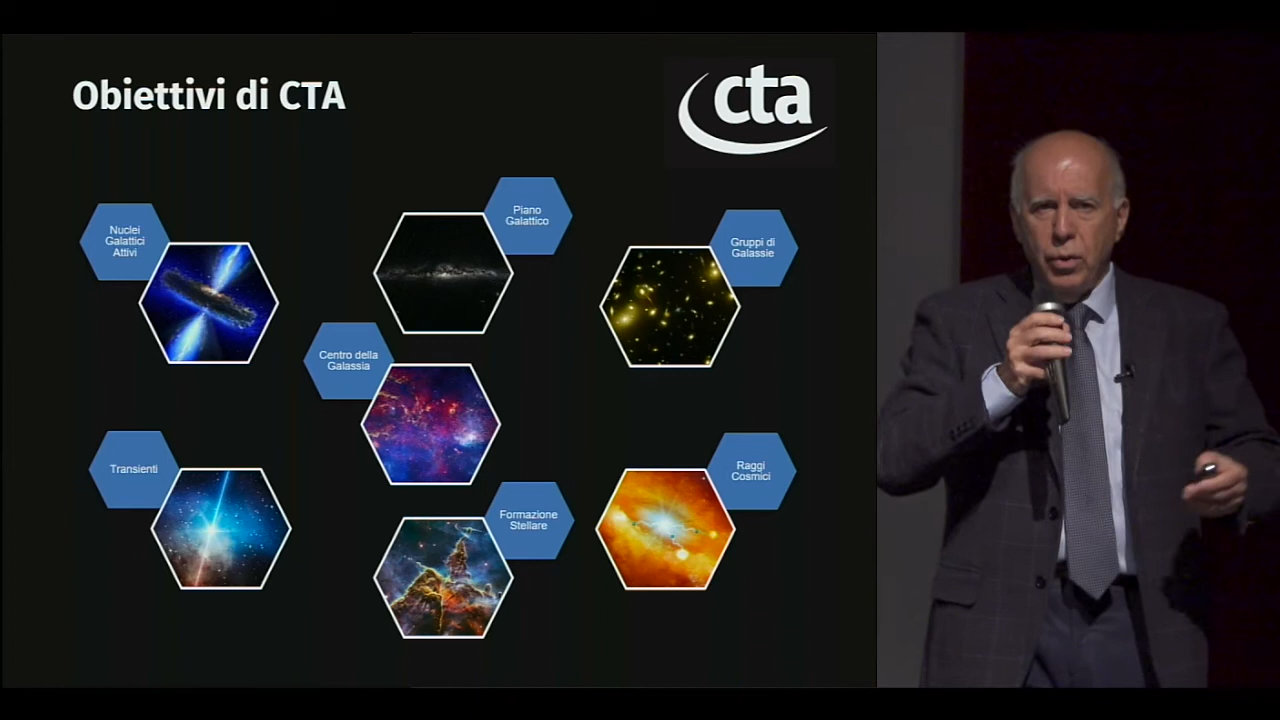 Obiettivi di CTA
cta
Nuclei
Galattici
Attivi
Piano
Galattico
Gruppi di
Galassie
Centro della
Galassia
Transienti
Formazione
Stellare
Raggi
Cosmici